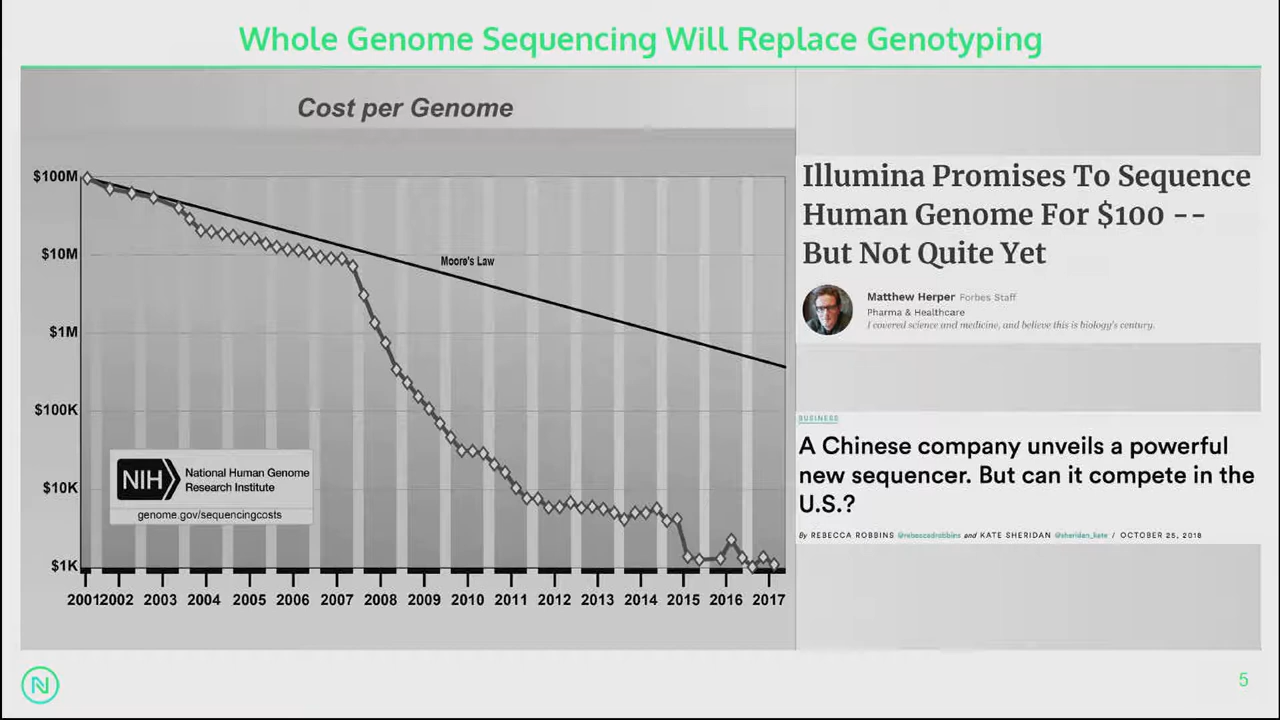 Whole Genome Sequencing Will Replace Genotyping
Cost per Genome
$100M
$10M
$1M
$100K
$10K
$1K
Moore's Law
NIH
National Human Genome
Research Institute
genome.gov/sequencingcosts
2001 2002 2003 2004 2005 2006 2007 2008 2009 2010 2011 2012 2013 2014 2015 2016 2017
Illumina Promises To Sequence
Human Genome For $100 --
But Not Quite Yet
Matthew Herper Forbes Staff
Pharma & Healthcare
I covered science and medicine, and believe this is biology's century.
BUSINESS
A Chinese company unveils a powerful
new sequencer. But can it compete in the
U.S.?
By REBECCA ROBBINS @rebeccadrobbins and KATE SHERIDAN @sheridan_kate / OCTOBER 25, 2018
N
5